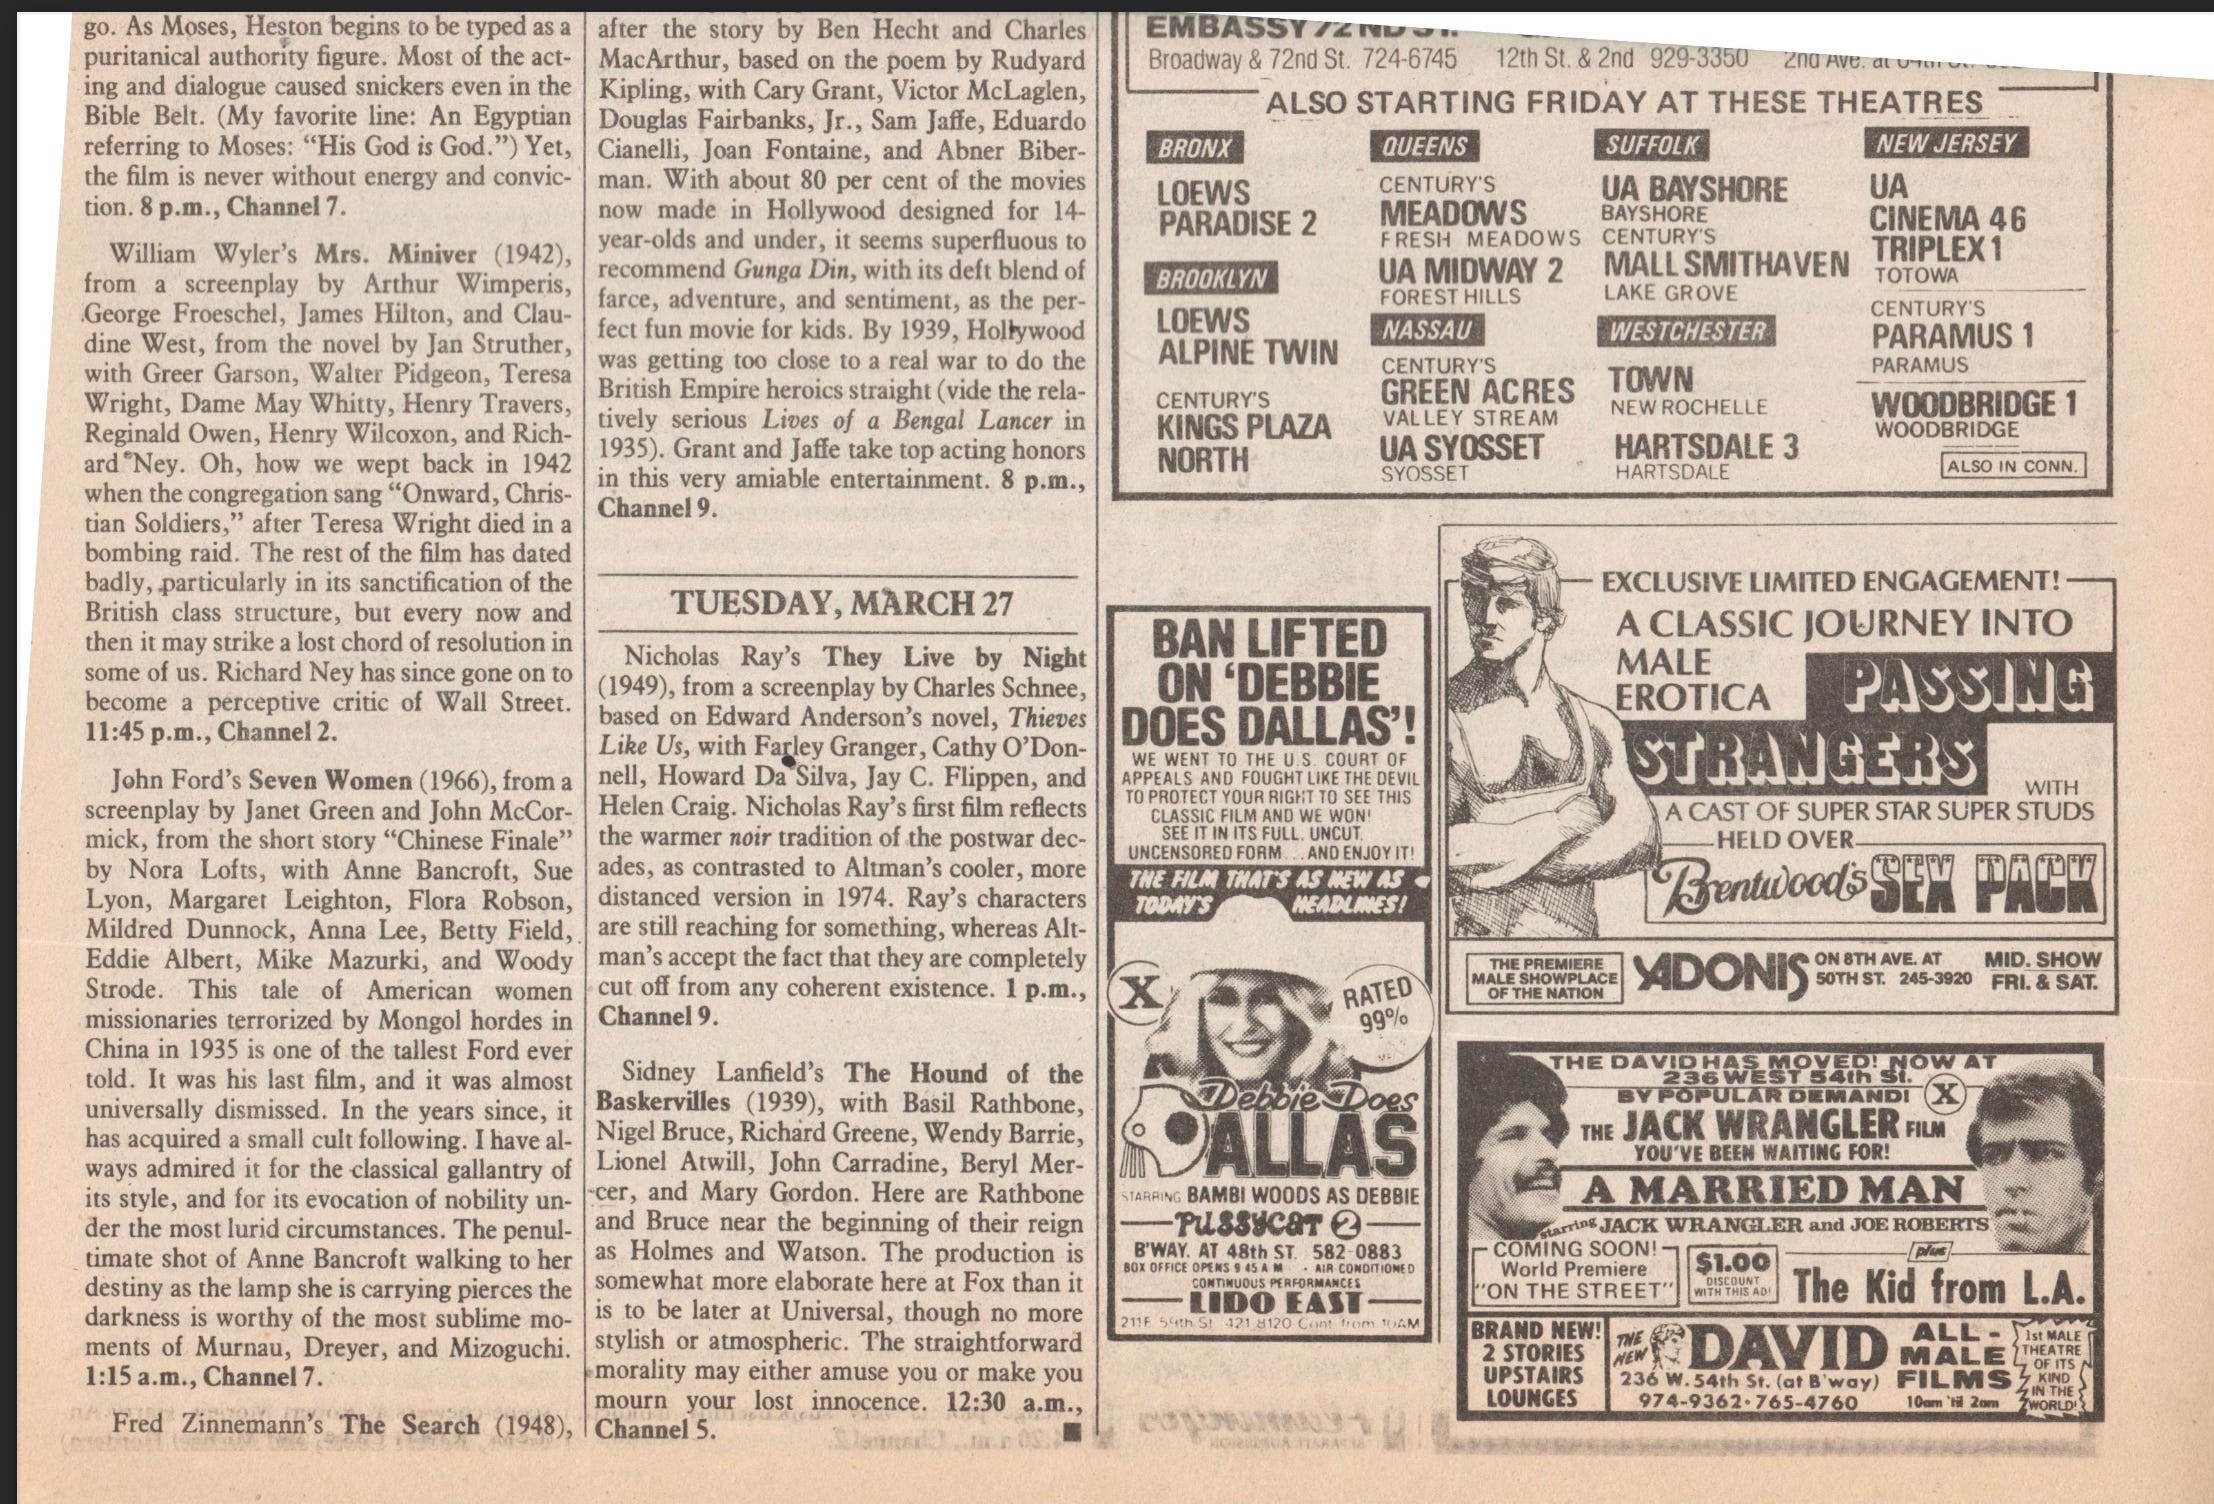 go. As Moses, Heston begins to be typed as a
puritanical authority figure. Most of the act-
ing and dialogue caused snickers even in the
Bible Belt. (My favorite line: An Egyptian
referring to Moses: “His God is God.”) Yet,
the film is never without energy and convic-
tion. 8 p.m., Channel 7.
William Wyler’s Mrs. Miniver (1942),
from a screenplay by Arthur Wimperis,
George Froeschel, James Hilton, and Clau-
dine West, from the novel by Jan Struther,
with Greer Garson, Walter Pidgeon, Teresa
Wright, Dame May Whitty, Henry Travers,
Reginald Owen, Henry Wilcoxon, and Rich-
ard Ney. Oh, how we wept back in 1942
when the congregation sang “Onward, Chris-
tian Soldiers,” after Teresa Wright died in a
bombing raid. The rest of the film has dated
badly, particularly in its sanctification of the
British class structure, but every now and
then it may strike a lost chord of resolution in
some of us. Richard Ney has since gone on to
become a perceptive critic of Wall Street.
11:45 p.m., Channel 2.
John Ford’s Seven Women (1966), from a
screenplay by Janet Green and John McCor-
mick, from the short story “Chinese Finale”
by Nora Lofts, with Anne Bancroft, Sue
Lyon, Margaret Leighton, Flora Robson,
Mildred Dunnock, Anna Lee, Betty Field,
Eddie Albert, Mike Mazurki, and Woody
Strode. This tale of American women
missionaries terrorized by Mongol hordes in
China in 1935 is one of the tallest Ford ever
told. It was his last film, and it was almost
universally dismissed. In the years since, it
has acquired a small cult following. I have al-
ways admired it for the classical gallantry of
its style, and for its evocation of nobility un-
der the most lurid circumstances. The penul-
timate shot of Anne Bancroft walking to her
destiny as the lamp she is carrying pierces the
darkness is worthy of the most sublime mo-
ments of Murnau, Dreyer, and Mizoguchi.
1:15 a.m., Channel 7.
Fred Zinnemann’s The Search (1948),
after the story by Ben Hecht and Charles
MacArthur, based on the poem by Rudyard
Kipling, with Cary Grant, Victor McLaglen,
Douglas Fairbanks, Jr., Sam Jaffe, Eduardo
Cianelli, Joan Fontaine, and Abner Biber-
man. With about 80 per cent of the movies
now made in Hollywood designed for 14-
year-olds and under, it seems superfluous to
recommend Gunga Din, with its deft blend of
farce, adventure, and sentiment, as the per-
fect fun movie for kids. By 1939, Hollywood
was getting too close to a real war to do the
British Empire heroics straight (vide the rela-
tively serious Lives of a Bengal Lancer in
1935). Grant and Jaffe take top acting honors
in this very amiable entertainment. 8 p.m.,
Channel 9.
TUESDAY, MARCH 27
Nicholas Ray’s They Live by Night
(1949), from a screenplay by Charles Schnee,
based on Edward Anderson’s novel, Thieves
Like Us, with Farley Granger, Cathy O’Don-
nell, Howard Da Silva, Jay C. Flippen, and
Helen Craig. Nicholas Ray’s first film reflects
the warmer noir tradition of the postwar dec-
ades, as contrasted to Altman’s cooler, more
distanced version in 1974. Ray’s characters
are still reaching for something, whereas Alt-
man’s accept the fact that they are completely
cut off from any coherent existence. 1 p.m.,
Channel 9.
Sidney Lanfield’s The Hound of the
Baskervilles (1939), with Basil Rathbone,
Nigel Bruce, Richard Greene, Wendy Barrie,
Lionel Atwill, John Carradine, Beryl Mer-
cer, and Mary Gordon. Here are Rathbone
and Bruce near the beginning of their reign
as Holmes and Watson. The production is
somewhat more elaborate here at Fox than it
is to be later at Universal, though no more
stylish or atmospheric. The straightforward
morality may either amuse you or make you
mourn your lost innocence. 12:30 a.m.,
Channel 5.
EMBASSY 72ND ST.
Broadway & 72nd St. 724-6745
12th St. & 2nd 929-3350
2nd Ave. at 64th St.
ALSO STARTING FRIDAY AT THESE THEATRES
BRONX
LOEWS
PARADISE 2
BROOKLYN
LOEWS
ALPINE TWIN
CENTURY'S
KINGS PLAZA
NORTH
QUEENS
CENTURY'S
MEADOWS
FRESH MEADOWS
UA MIDWAY 2
FOREST HILLS
NASSAU
CENTURY'S
GREEN ACRES
VALLEY STREAM
UA SYOSSET
SYOSSET
SUFFOLK
UA BAYSHORE
BAYSHORE
CENTURY'S
MALL SMITHAVEN
LAKE GROVE
WESTCHESTER
TOWN
NEW ROCHELLE
HARTSDALE 3
HARTSDALE
NEW JERSEY
UA
CINEMA 46
TRIPLEX 1
TOTOWA
CENTURY'S
PARAMUS 1
PARAMUS
WOODBRIDGE 1
WOODBRIDGE
ALSO IN CONN.
BAN LIFTED
ON ‘DEBBIE
DOES DALLAS’!
WE WENT TO THE U.S. COURT OF
APPEALS AND FOUGHT LIKE THE DEVIL
TO PROTECT YOUR RIGHT TO SEE THIS
CLASSIC FILM AND WE WON!
SEE IT IN ITS FULL, UNCUT,
UNCENSORED FORM...AND ENJOY IT!
THE FILM THAT'S AS NEW AS
TODAY'S HEADLINES!
X
RATED
99%
Debbie Does
DALLAS
STARRING BAMBI WOODS AS DEBBIE
PUSSYCAT 2
B'WAY. AT 48th ST. 582-0883
BOX OFFICE OPENS 9 45 A M • AIR CONDITIONED
CONTINUOUS PERFORMANCES
LIDO EAST
211 E. 59th St. 421-8120 Cont. from 10AM
EXCLUSIVE LIMITED ENGAGEMENT!
A CLASSIC JOURNEY INTO
MALE
EROTICA
PASSING
STRANGERS
WITH
A CAST OF SUPER STAR SUPER STUDS
HELD OVER
Brentwood's SEX PACK
THE PREMIERE
MALE SHOWPLACE
OF THE NATION
ADONIS
ON 8TH AVE. AT
50TH ST. 245-3920
MID. SHOW
FRI. & SAT.
THE DAVID HAS MOVED! NOW AT
236 WEST 54th St.
BY POPULAR DEMAND!
X
THE JACK WRANGLER FILM
YOU'VE BEEN WAITING FOR!
A MARRIED MAN
starring JACK WRANGLER and JOE ROBERTS
COMING SOON!
World Premiere
"ON THE STREET"
$1.00
DISCOUNT
WITH THIS AD!
plus
The Kid from L.A.
BRAND NEW!
2 STORIES
UPSTAIRS
LOUNGES
THE
NEW
DAVID
236 W. 54th St. (at B'way)
974-9362·765-4760
ALL-
MALE
FILMS
10am 'til 2am
1st MALE
THEATRE
OF ITS
KIND
IN THE
WORLD!